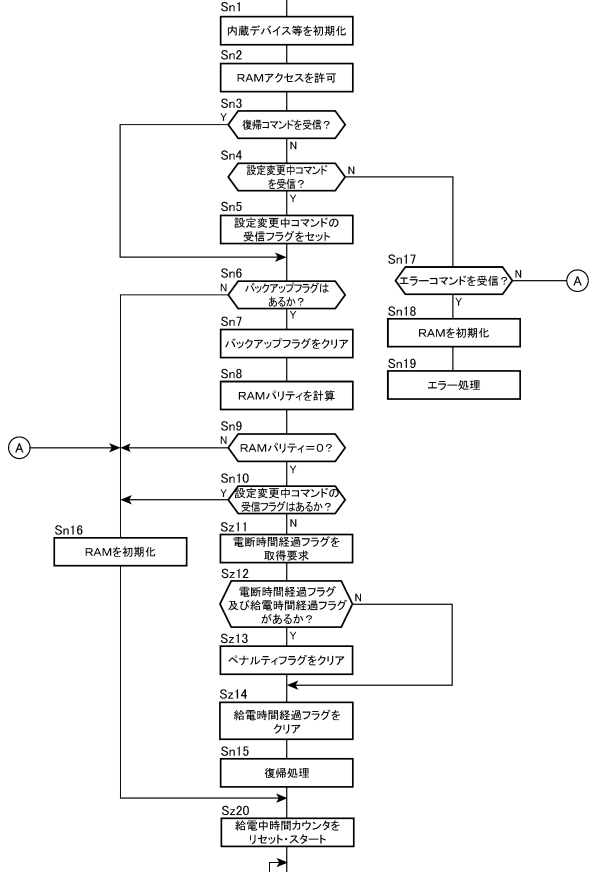 Sn1
内蔵デバイス等を初期化
Sn2
RAMアクセスを許可
Sn3
Y
復帰コマンドを受信？
N
Sn4
設定変更中コマンド
を受信？
N
Y
Sn5
設定変更中コマンドの
受信フラグをセット
Sn17
エラーコマンドを受信？
N
A
Y
Sn6
N
バックアップフラグは
あるか？
Y
Sn18
RAMを初期化
Sn7
バックアップフラグをクリア
Sn19
エラー処理
Sn8
RAMパリティを計算
Sn9
A
N
RAMパリティ＝0？
Y
Sn10
Y
設定変更中コマンドの
受信フラグはあるか？
N
Sn16
RAMを初期化
Sz11
電断時間経過フラグを
取得要求
Sz12
電断時間経過フラグ
及び給電時間経過フラグ
があるか？
N
Y
Sz13
ペナルティフラグをクリア
Sz14
給電時間経過フラグを
クリア
Sn15
復帰処理
Sz20
給電中時間カウンタを
リセット・スタート